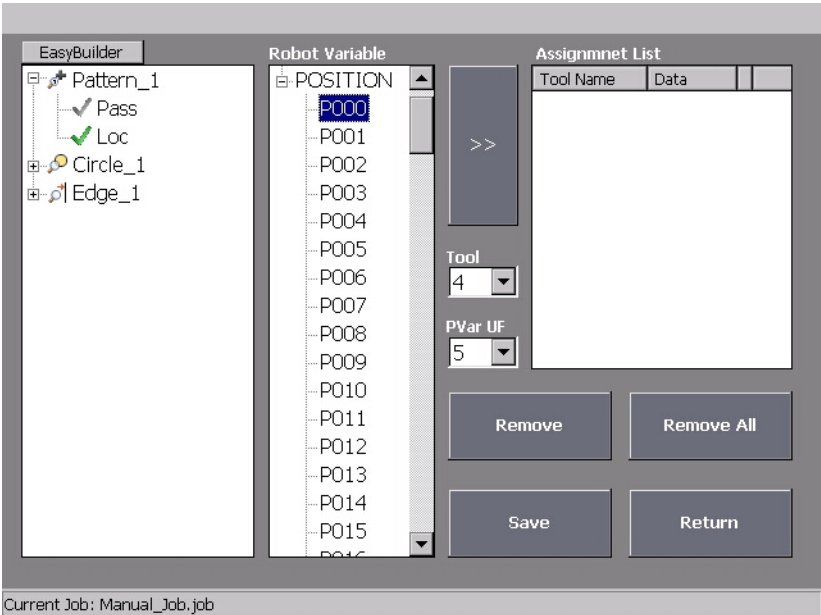 EasyBuilder
Pattern_1
Pass
Loc
Circle_1
Edge_1
Robot Variable
POSITION
P000
P001
P002
P003
P004
P005
P006
P007
P008
P009
P010
P011
P012
P013
P014
P015
>>
Tool
4
PVar UF
5
Assignmnet List
Tool Name Data
Remove Remove All
Save Return
Current Job: Manual_Job.job